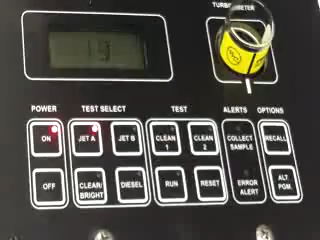 TURBIDIMETER
POWER TEST SELECT TEST ALERTS OPTIONS
ON JET A JET B CLEAN 1 CLEAN 2 COLLECT SAMPLE RECALL
OFF CLEAR/ BRIGHT DIESEL RUN RESET ERROR ALERT ALT. PGM.